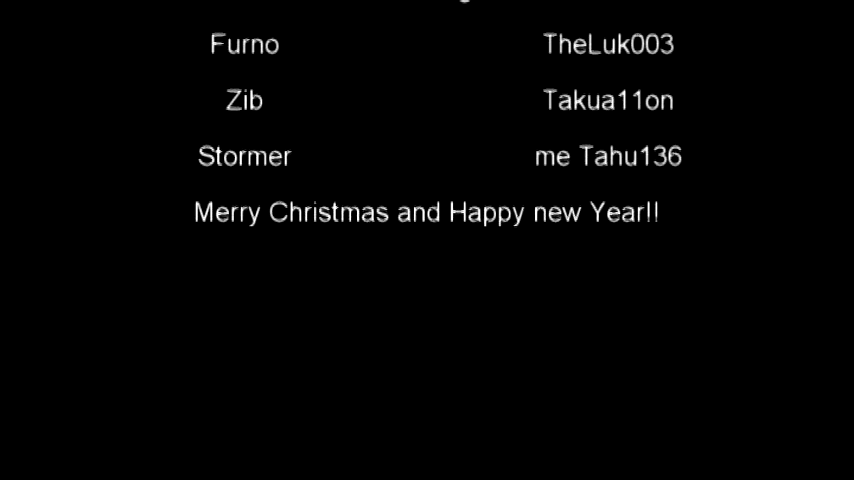 Furno TheLuk003
Zib Takua11on
Stormer me Tahu136
Merry Christmas and Happy new Year!!